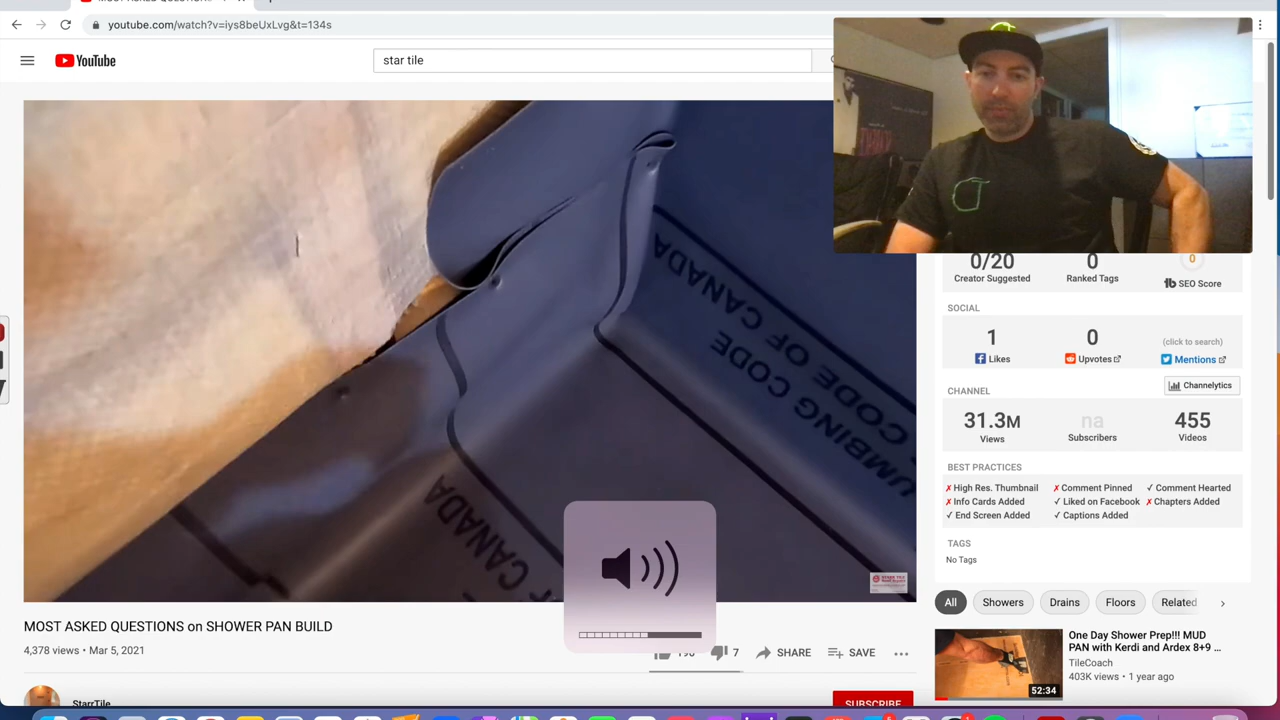 youtube.com/watch?v=iys8beUxLvg&t=134s
YouTube
star tile
PLUMBING CODE OF CANADA
CODE OF CANADA
CANADA
0/20
Creator Suggested
0
Ranked Tags
0
SEO Score
SOCIAL
1
Likes
0
Upvotes
(click to search)
Mentions
CHANNEL
Channelytics
31.3M
Views
na
Subscribers
455
Videos
BEST PRACTICES
✗ High Res. Thumbnail
✗ Comment Pinned
✓ Comment Hearted
✗ Info Cards Added
✓ Liked on Facebook
✗ Chapters Added
✓ End Screen Added
✓ Captions Added
TAGS
No Tags
All
Showers
Drains
Floors
Related
MOST ASKED QUESTIONS on SHOWER PAN BUILD
4,378 views • Mar 5, 2021
7
SHARE
SAVE
StarrTile
SUBSCRIBE
One Day Shower Prep!!! MUD
PAN with Kerdi and Ardex 8+9 ...
TileCoach
403K views • 1 year ago
52:34